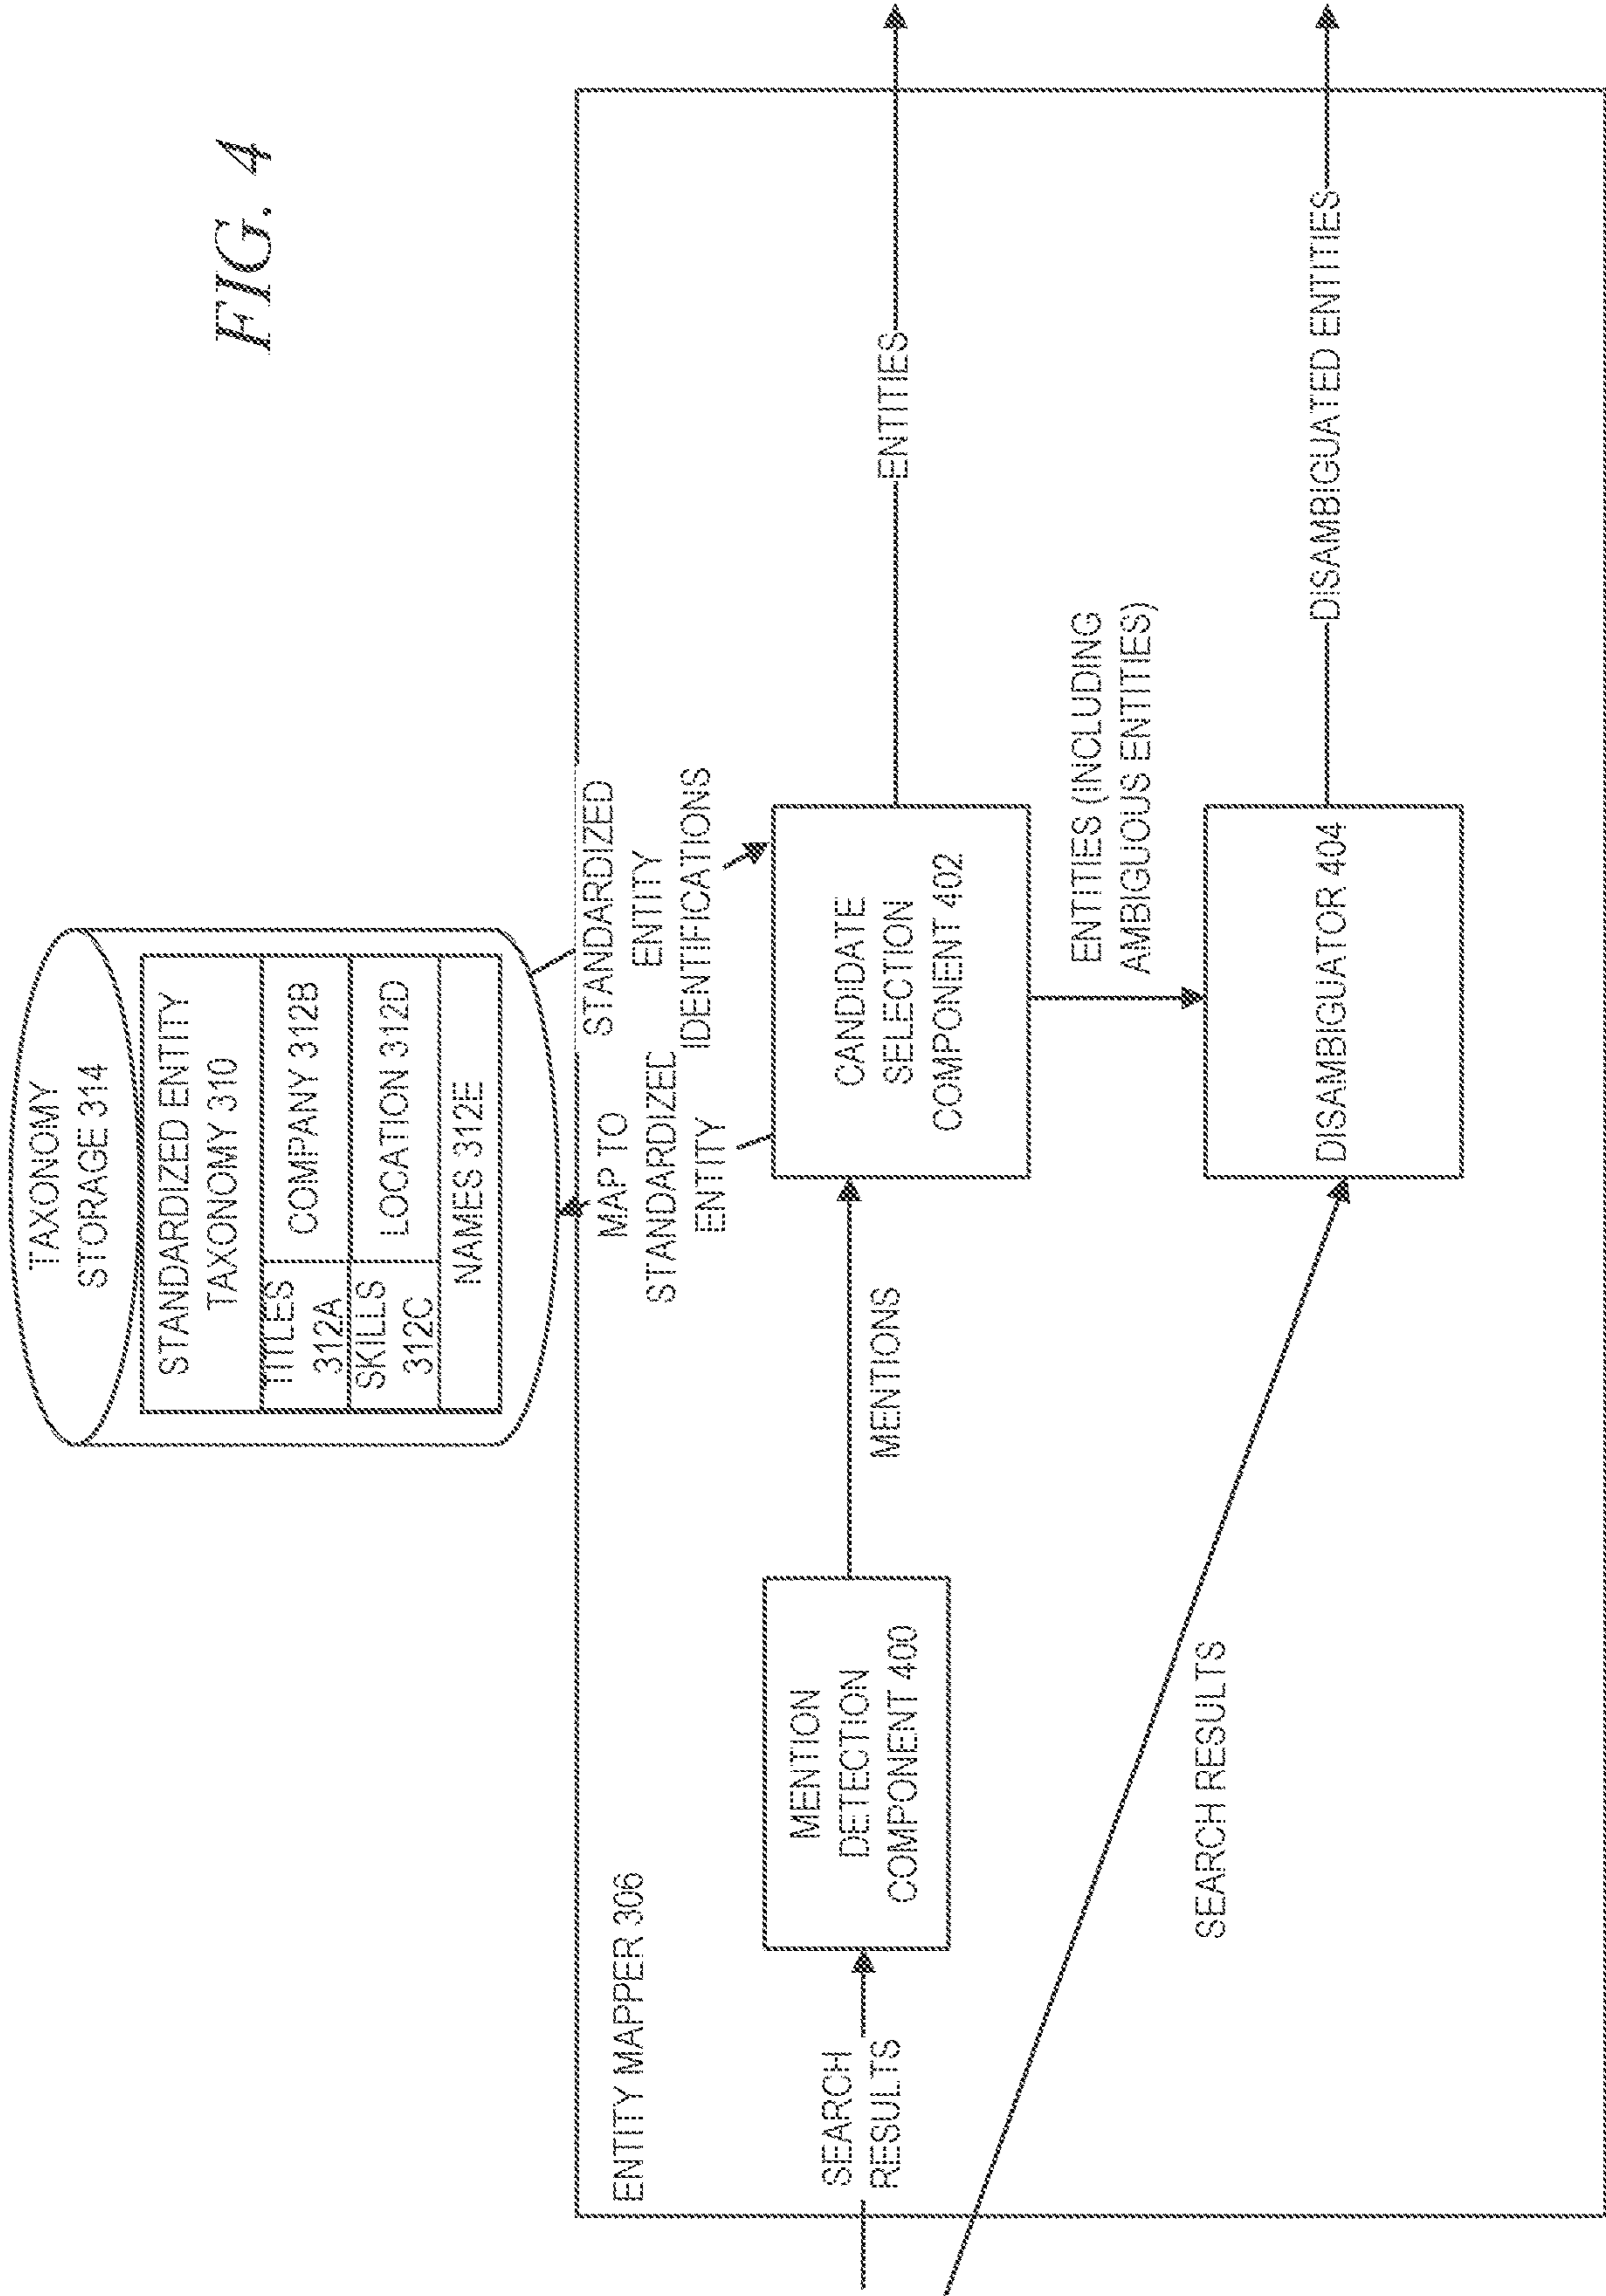 FIG. 4
TAXONOMY
STORAGE 314
STANDARDIZED ENTITY
TAXONOMY 310
TITLES
312A
COMPANY 312B
SKILLS
312C
LOCATION 312D
NAMES 312E
ENTITY MAPPER 306
MAP TO
STANDARDIZED
ENTITY
STANDARDIZED
ENTITY
IDENTIFICATIONS
SEARCH
RESULTS
MENTION
DETECTION
COMPONENT 400
MENTIONS
CANDIDATE
SELECTION
COMPONENT 402
ENTITIES
ENTITIES (INCLUDING
AMBIGUOUS ENTITIES)
SEARCH RESULTS
DISAMBIGUATOR 404
DISAMBIGUATED ENTITIES